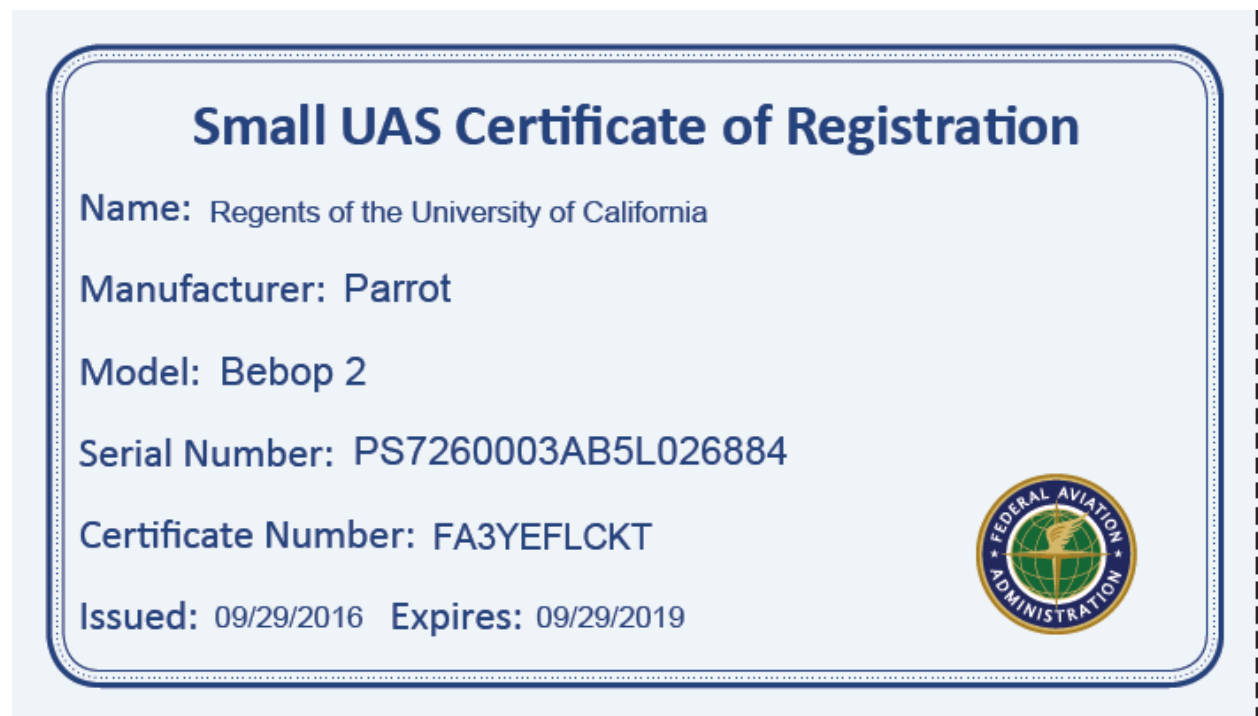 Small UAS Certificate of Registration
Name: Regents of the University of California
Manufacturer: Parrot
Model: Bebop 2
Serial Number: PS7260003AB5L026884
Certificate Number: FA3YEFLCKT
Issued: 09/29/2016 Expires: 09/29/2019
FEDERAL AVIATION
ADMINISTRATION